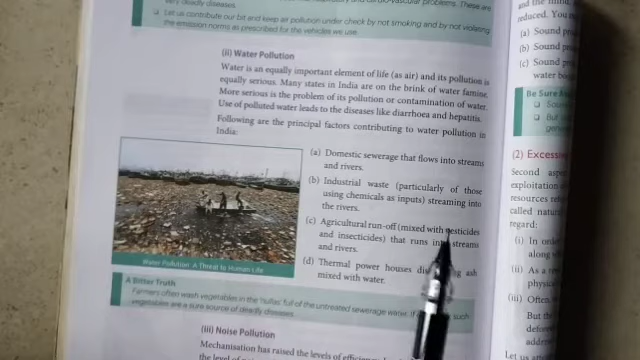 very deadly diseases.
Let us contribute our bit and keep air pollution under check by not smoking and by not violating
the emission norms as prescribed for the vehicles we use.
(ii) Water Pollution
Water is an equally important element of life (as air) and its pollution is
equally serious. Many states in India are on the brink of water famine.
More serious is the problem of its pollution or contamination of water.
Use of polluted water leads to the diseases like diarrhoea and hepatitis.
Following are the principal factors contributing to water pollution in
India:
(a) Domestic sewerage that flows into streams
and rivers.
(b) Industrial waste (particularly of those
using chemicals as inputs) streaming into
the rivers.
(c) Agricultural run-off (mixed with pesticides
and insecticides) that runs into streams
and rivers.
(d) Thermal power houses ash
mixed with water.
Water Pollution: A Threat to Human Life
A Bitter Truth
Farmers often wash vegetables in the 'nullas' full of the untreated sewerage water. such
vegetables are a sure source of deadly diseases.
(iii) Noise Pollution
Mechanisation has raised the levels of
the level of
and the mind,
reduced. You
(a) Sound
(b) Sound
(c) Sound
water
Be Sure
But
(2)
Second
exploitation
resources
called
regard:
(i) In
along
(ii) As a
(iii) Often,
But the
Let us